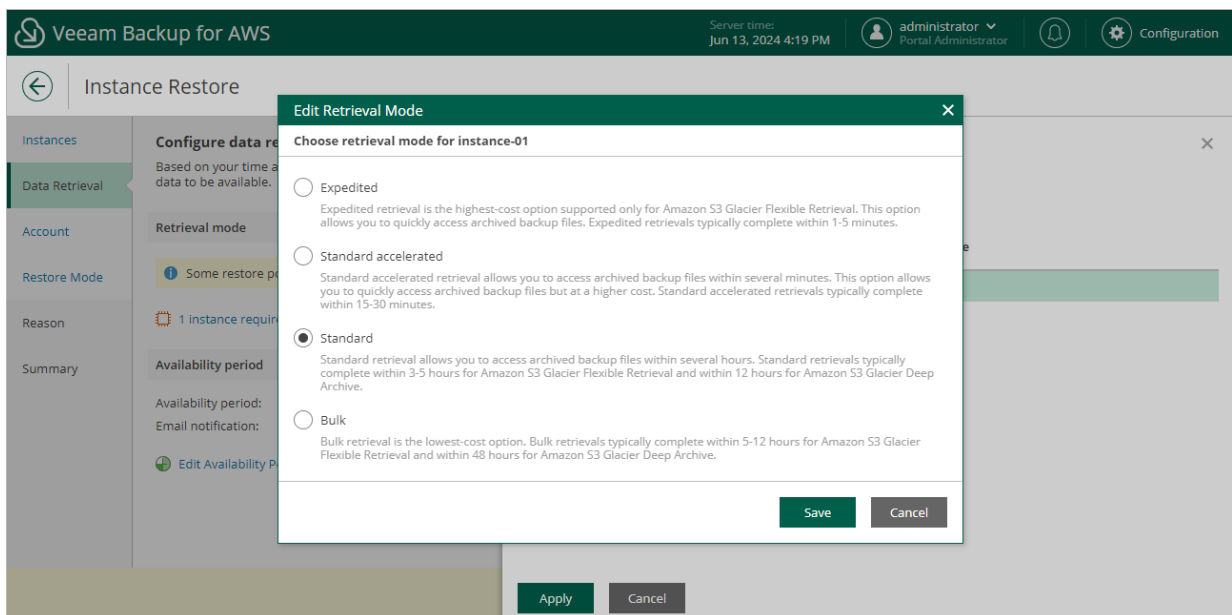 Veeam Backup for AWS
Server time:
Jun 13, 2024 4:19 PM
administrator
Portal Administrator
Configuration
Instance Restore
Instances
Data Retrieval
Account
Restore Mode
Reason
Summary
Configure data re
Based on your time a
data to be available.
Retrieval mode
Some restore po
1 instance require
Availability period
Availability period:
Email notification:
Edit Availability P
Edit Retrieval Mode
Choose retrieval mode for instance-01
Expedited
Expedited retrieval is the highest-cost option supported only for Amazon S3 Glacier Flexible Retrieval. This option
allows you to quickly access archived backup files. Expedited retrievals typically complete within 1-5 minutes.
Standard accelerated
Standard accelerated retrieval allows you to access archived backup files within several minutes. This option allows
you to quickly access archived backup files but at a higher cost. Standard accelerated retrievals typically complete
within 15-30 minutes.
Standard
Standard retrieval allows you to access archived backup files within several hours. Standard retrievals typically
complete within 3-5 hours for Amazon S3 Glacier Flexible Retrieval and within 12 hours for Amazon S3 Glacier Deep
Archive.
Bulk
Bulk retrieval is the lowest-cost option. Bulk retrievals typically complete within 5-12 hours for Amazon S3 Glacier
Flexible Retrieval and within 48 hours for Amazon S3 Glacier Deep Archive.
Save
Cancel
e
Apply
Cancel